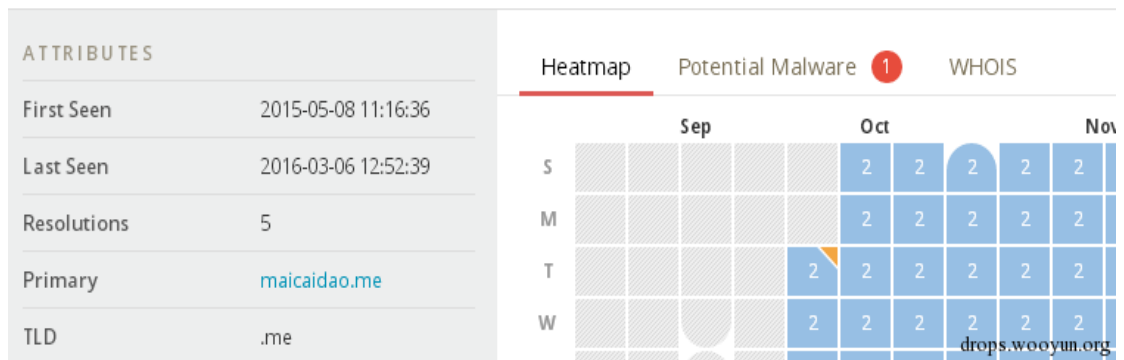 ATTRIBUTES
First Seen 2015-05-08 11:16:36
Last Seen 2016-03-06 12:52:39
Resolutions 5
Primary maicaidao.me
TLD .me
Heatmap Potential Malware 1 WHOIS
Sep Oct Nov
S 2 2 2 2 2
M 2 2 2 2 2
T 2 2 2 2 2 2
W 2 2 2 2 2 2
drops.wooyun.org